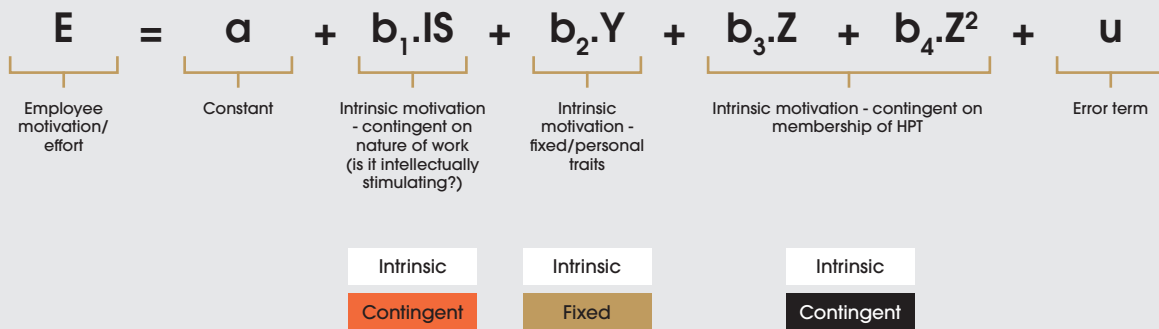 E = a + b₁.IS + b₂.Y + b₃.Z + b₄.Z² + u
Employee
motivation/
effort
Constant
Intrinsic motivation
- contingent on
nature of work
(is it intellectually
stimulating?)
Intrinsic
motivation -
fixed/personal
traits
Intrinsic motivation - contingent on
membership of HPT
Error term
Intrinsic
Contingent
Intrinsic
Fixed
Intrinsic
Contingent